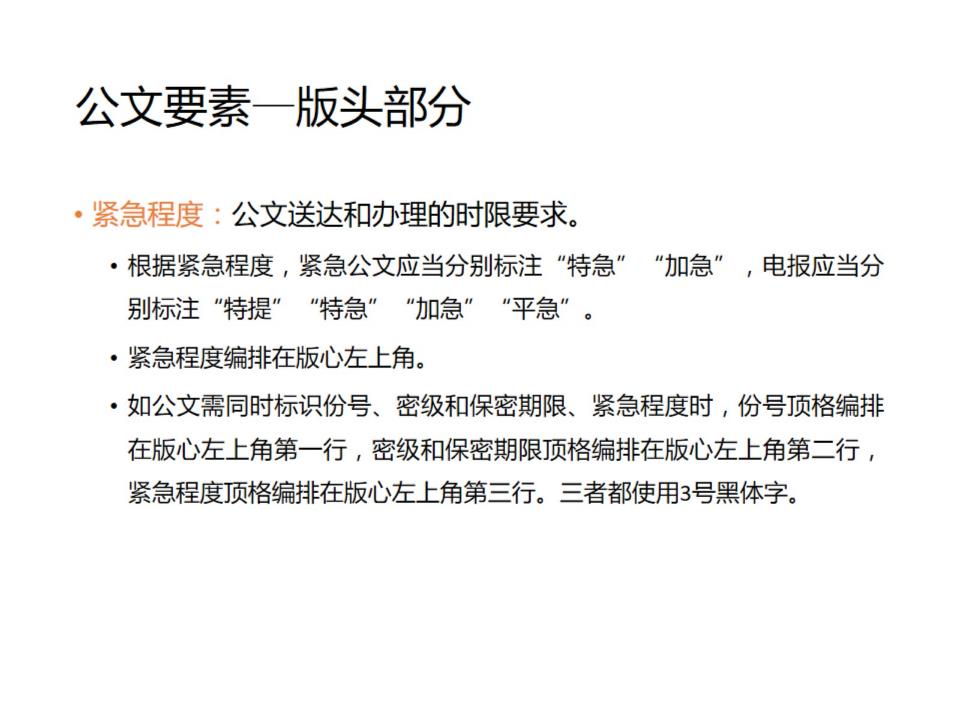 公文要素—版头部分
• 紧急程度：公文送达和办理的时限要求。
• 根据紧急程度，紧急公文应当分别标注“特急”“加急”，电报应当分
别标注“特提”“特急”“加急”“平急”。
• 紧急程度编排在版心左上角。
• 如公文需同时标识份号、密级和保密期限、紧急程度时，份号顶格编排
在版心左上角第一行，密级和保密期限顶格编排在版心左上角第二行，
紧急程度顶格编排在版心左上角第三行。三者都使用3号黑体字。